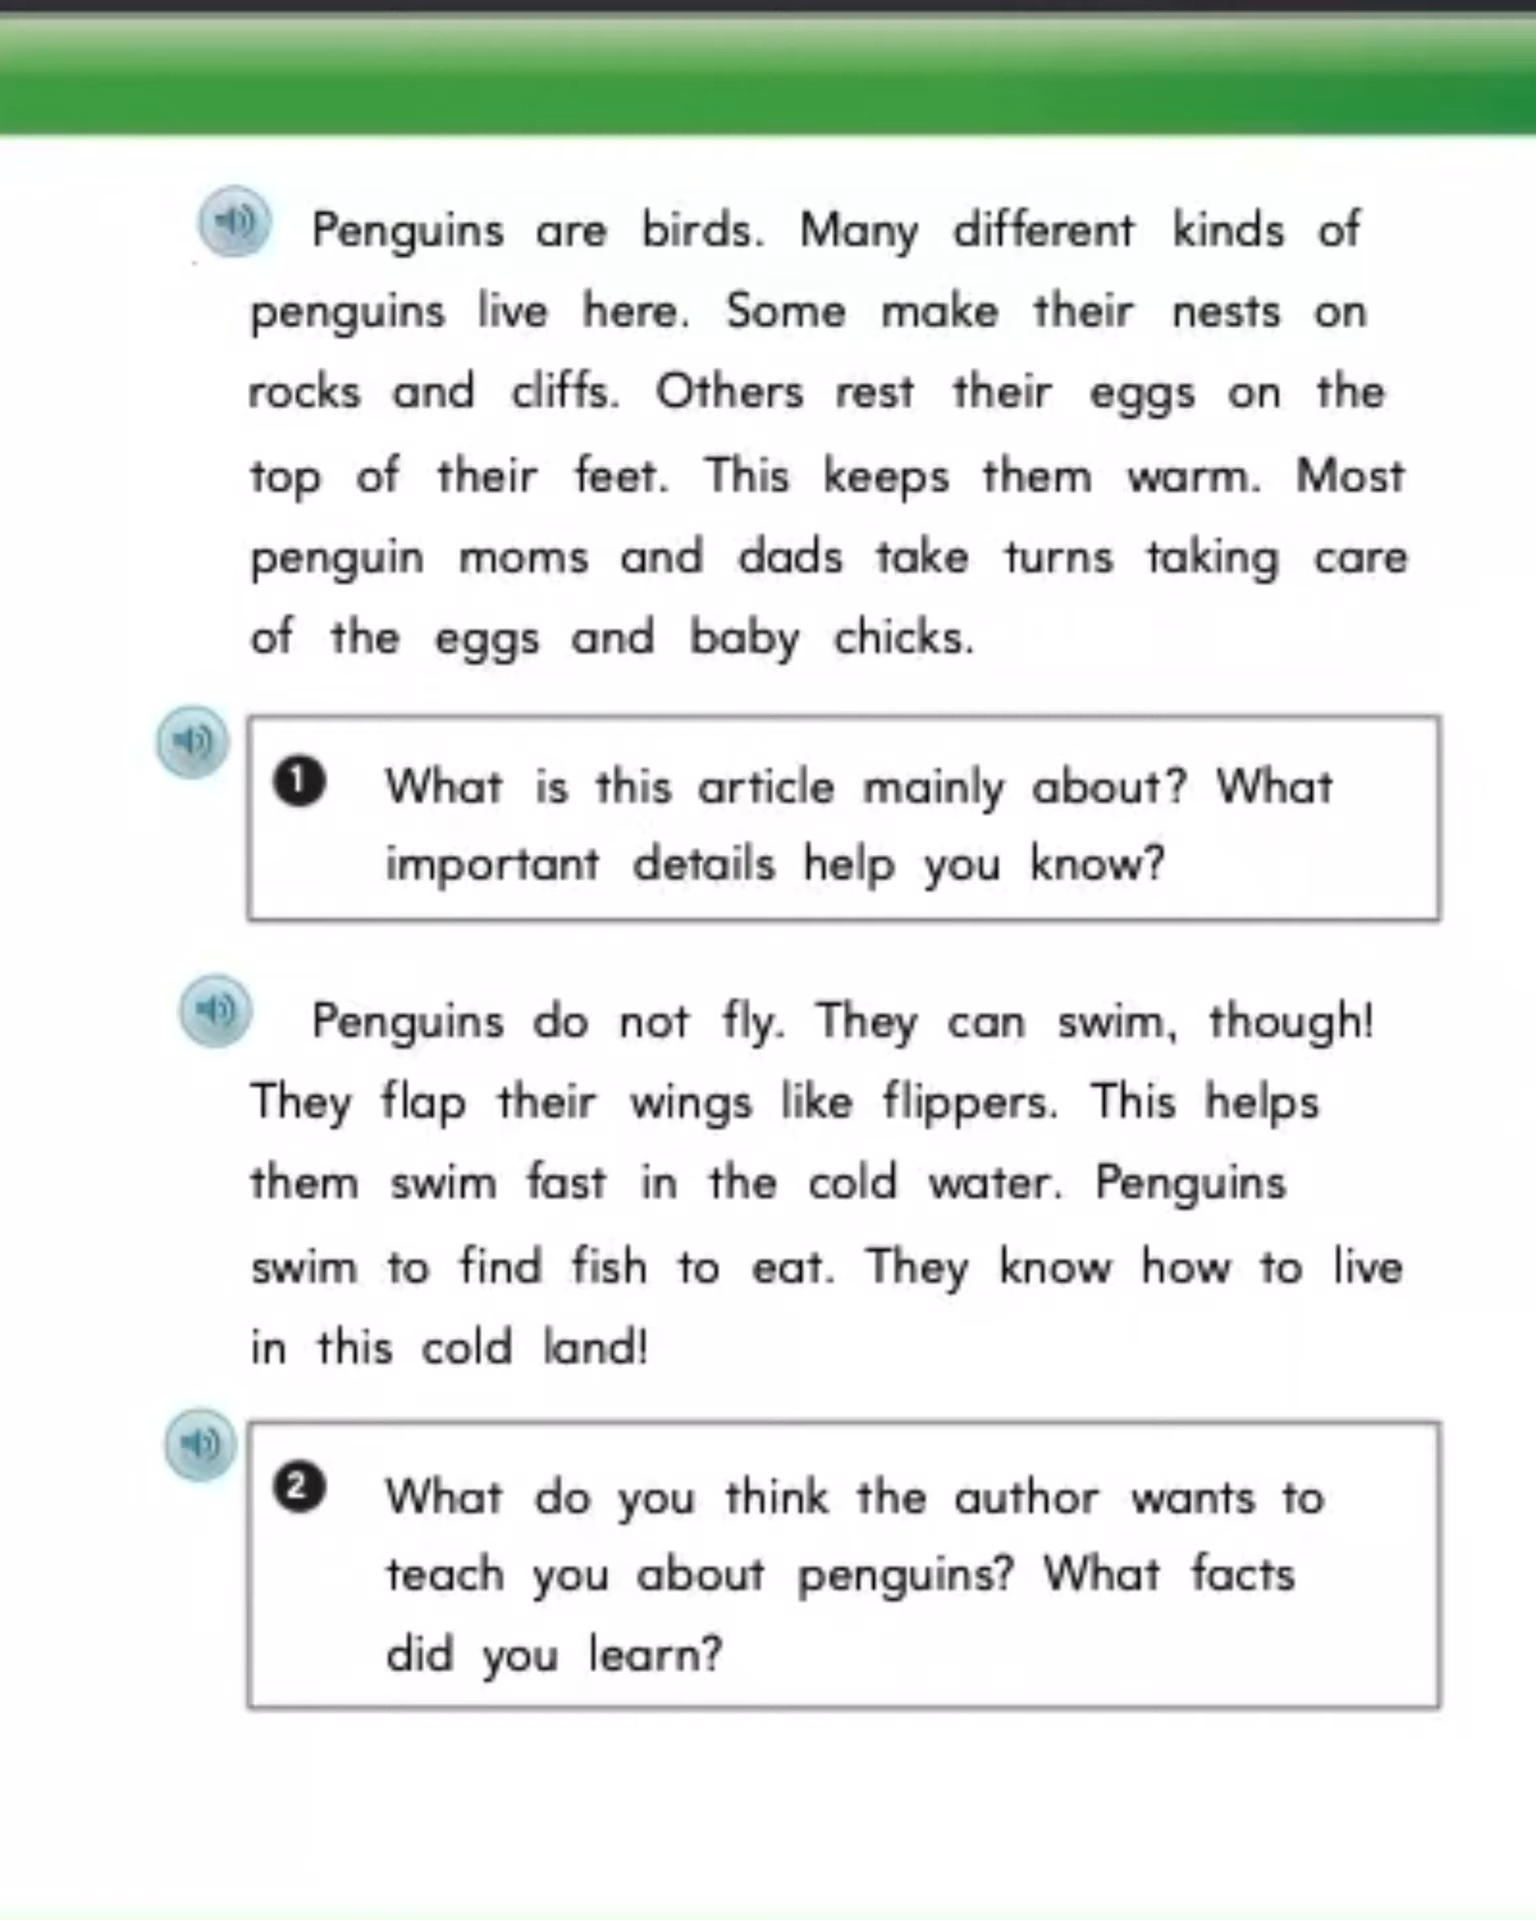 Penguins are birds. Many different kinds of
penguins live here. Some make their nests on
rocks and cliffs. Others rest their eggs on the
top of their feet. This keeps them warm. Most
penguin moms and dads take turns taking care
of the eggs and baby chicks.
1 What is this article mainly about? What
important details help you know?
Penguins do not fly. They can swim, though!
They flap their wings like flippers. This helps
them swim fast in the cold water. Penguins
swim to find fish to eat. They know how to live
in this cold land!
2 What do you think the author wants to
teach you about penguins? What facts
did you learn?